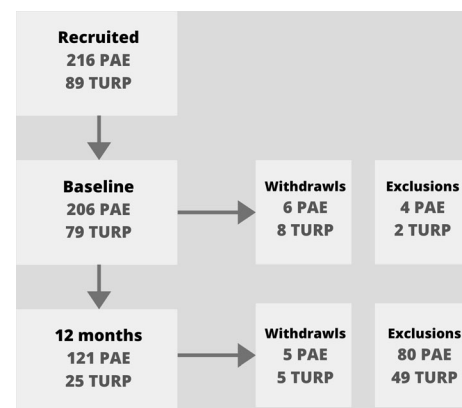 Recruited
216 PAE
89 TURP
Baseline
206 PAE
79 TURP
Withdrawls
6 PAE
8 TURP
Exclusions
4 PAE
2 TURP
12 months
121 PAE
25 TURP
Withdrawls
5 PAE
5 TURP
Exclusions
80 PAE
49 TURP